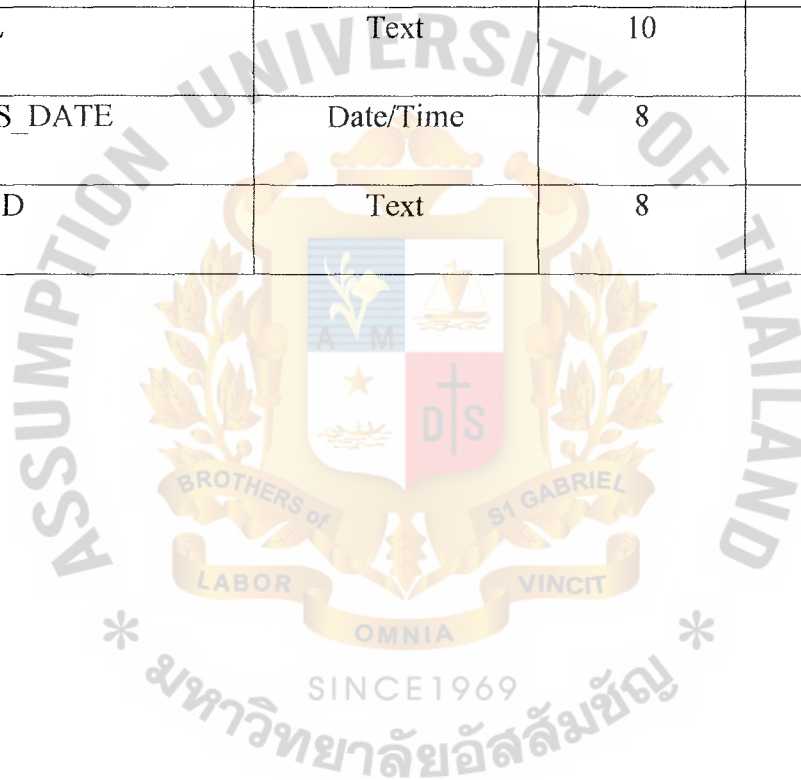 Text 10
S_DATE Date/Time 8
D Text 8
ASSUMPTION UNIVERSITY OF THAILAND
A M
D S
BROTHERS of S1 GABRIEL
LABOR OMNIA VINCIT
SINCE1969
* มหาวิทยาลัยอัสสัมชัญ *